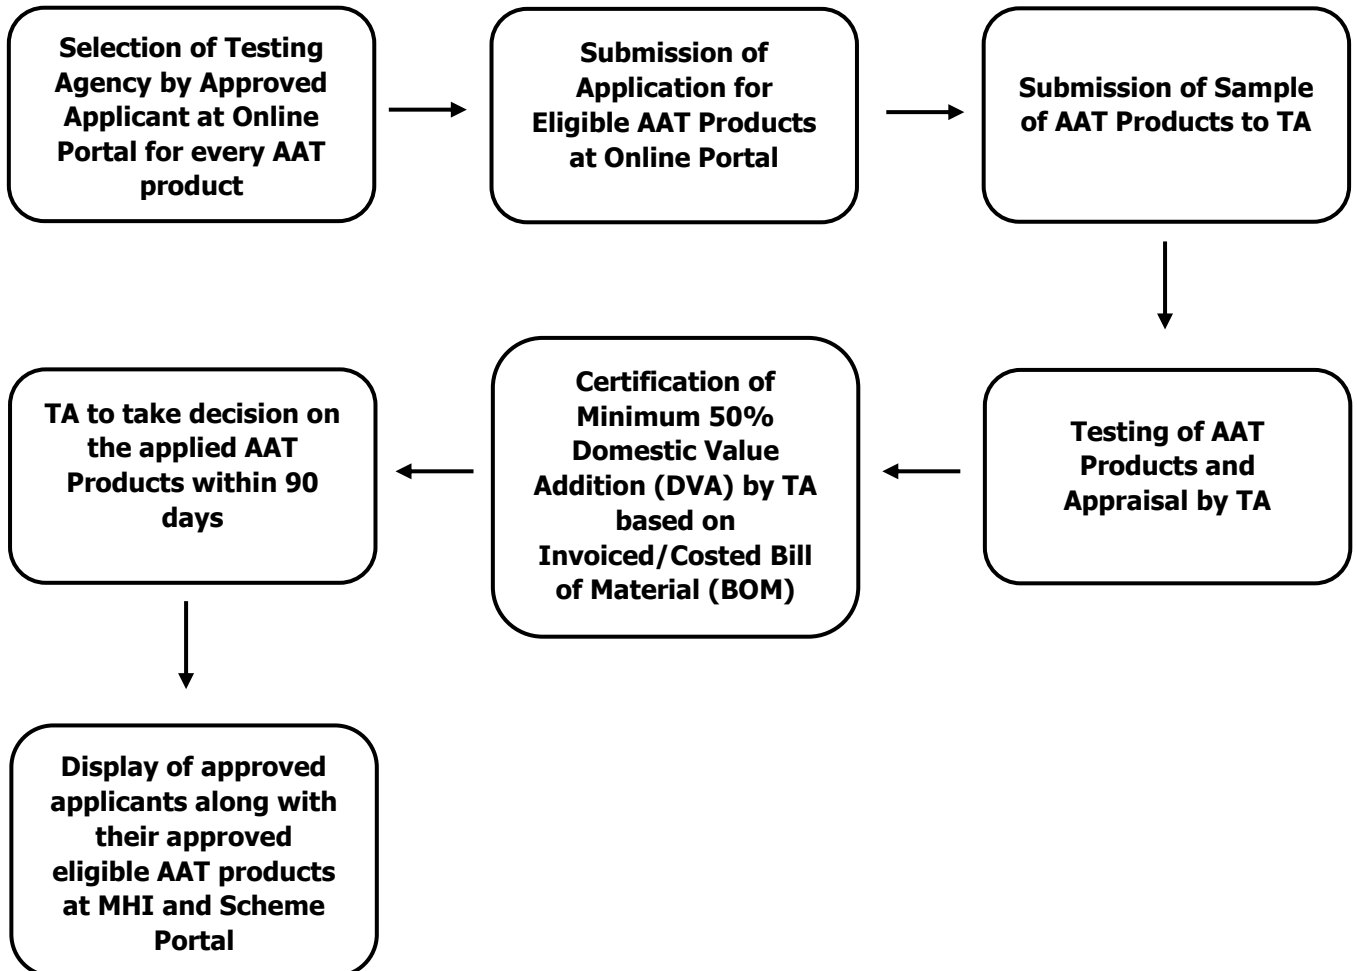 Selection of Testing
Agency by Approved
Applicant at Online
Portal for every AAT
product
Submission of
Application for
Eligible AAT Products
at Online Portal
Submission of Sample
of AAT Products to TA
Testing of AAT
Products and
Appraisal by TA
Certification of
Minimum 50%
Domestic Value
Addition (DVA) by TA
based on
Invoiced/Costed Bill
of Material (BOM)
TA to take decision on
the applied AAT
Products within 90
days
Display of approved
applicants along with
their approved
eligible AAT products
at MHI and Scheme
Portal